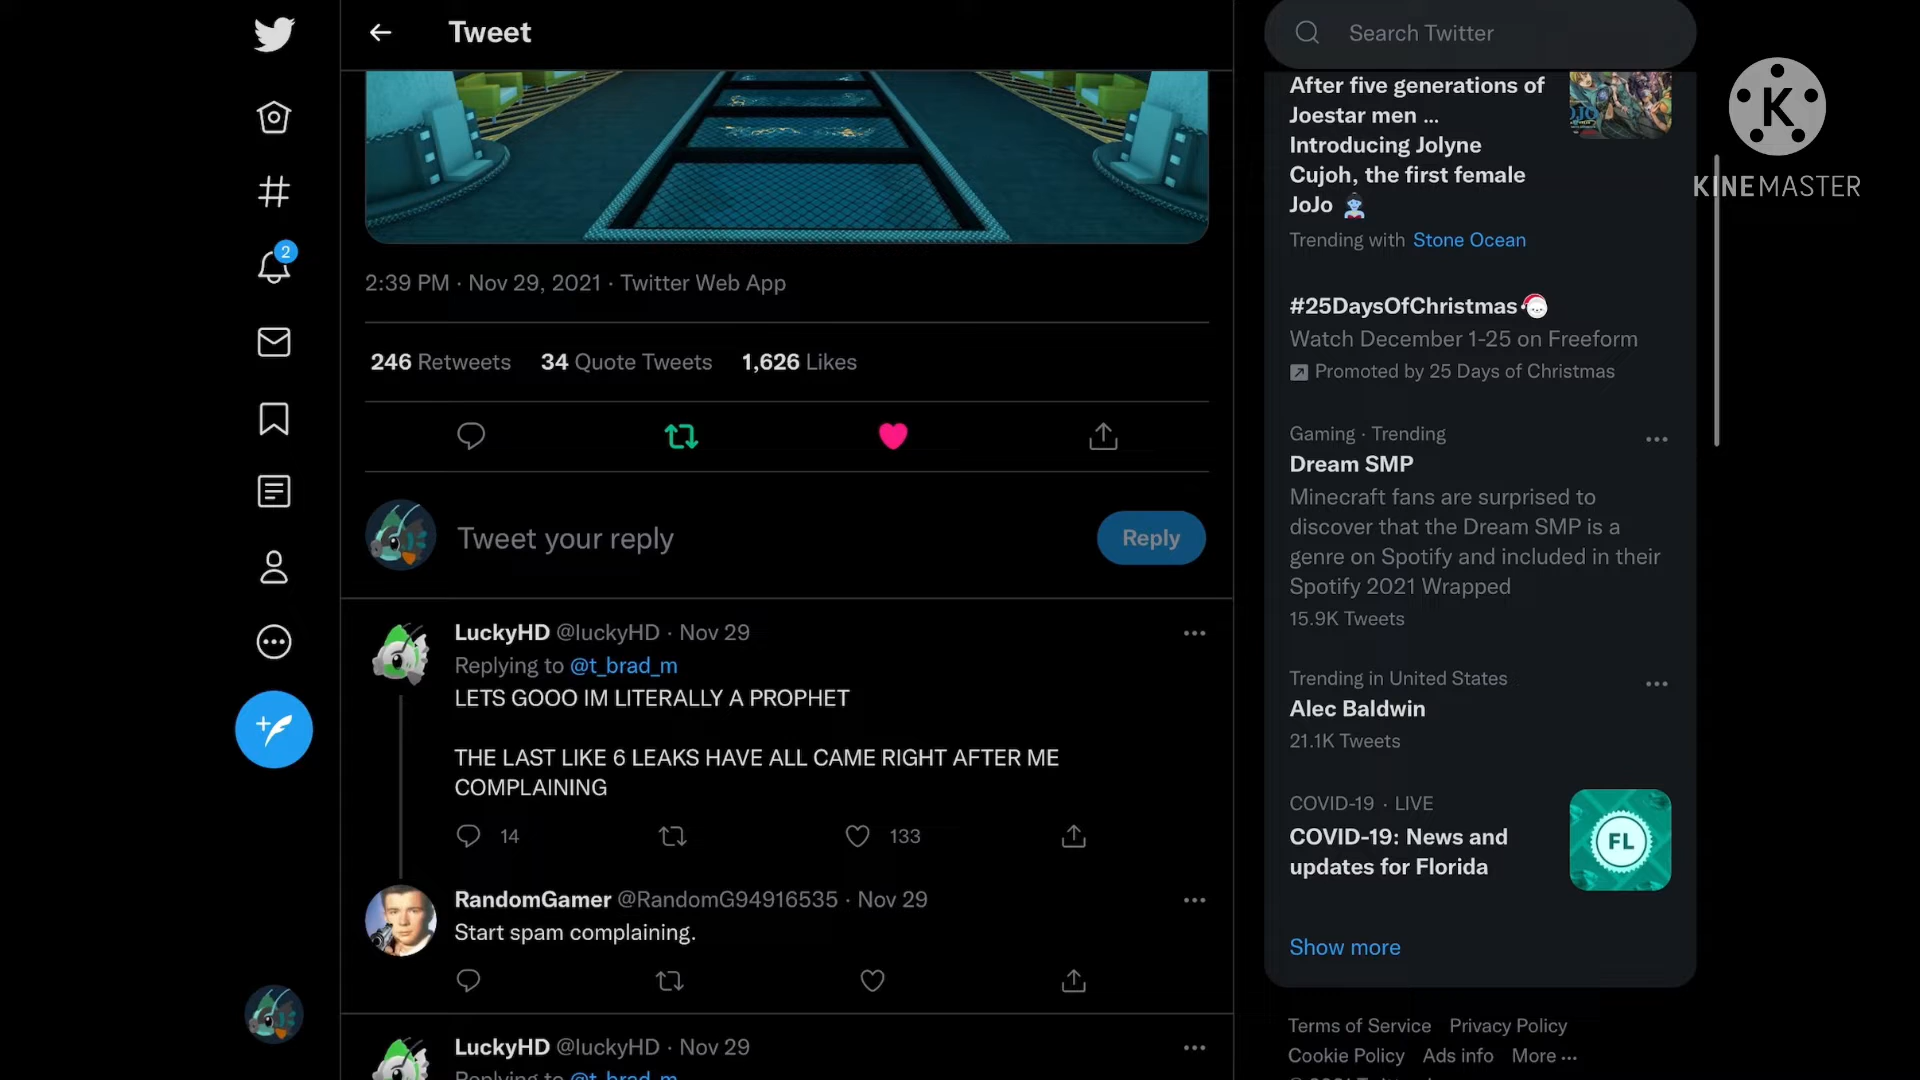 Tweet
2:39 PM · Nov 29, 2021 · Twitter Web App
246 Retweets 34 Quote Tweets 1,626 Likes
Tweet your reply
Reply
LuckyHD @luckyHD · Nov 29
Replying to @t_brad_m
LETS GOOO IM LITERALLY A PROPHET
THE LAST LIKE 6 LEAKS HAVE ALL CAME RIGHT AFTER ME
COMPLAINING
14
133
RandomGamer @RandomG94916535 · Nov 29
Start spam complaining.
LuckyHD @luckyHD · Nov 29
Replying to @t_brad_m
2
Search Twitter
After five generations of
Joestar men ...
Introducing Jolyne
Cujoh, the first female
JoJo
Trending with Stone Ocean
#25DaysOfChristmas
Watch December 1-25 on Freeform
Promoted by 25 Days of Christmas
Gaming · Trending
Dream SMP
Minecraft fans are surprised to
discover that the Dream SMP is a
genre on Spotify and included in their
Spotify 2021 Wrapped
15.9K Tweets
Trending in United States
Alec Baldwin
21.1K Tweets
COVID-19 · LIVE
COVID-19: News and
updates for Florida
FL
Show more
Terms of Service Privacy Policy
Cookie Policy Ads info More ...
K
KINEMASTER